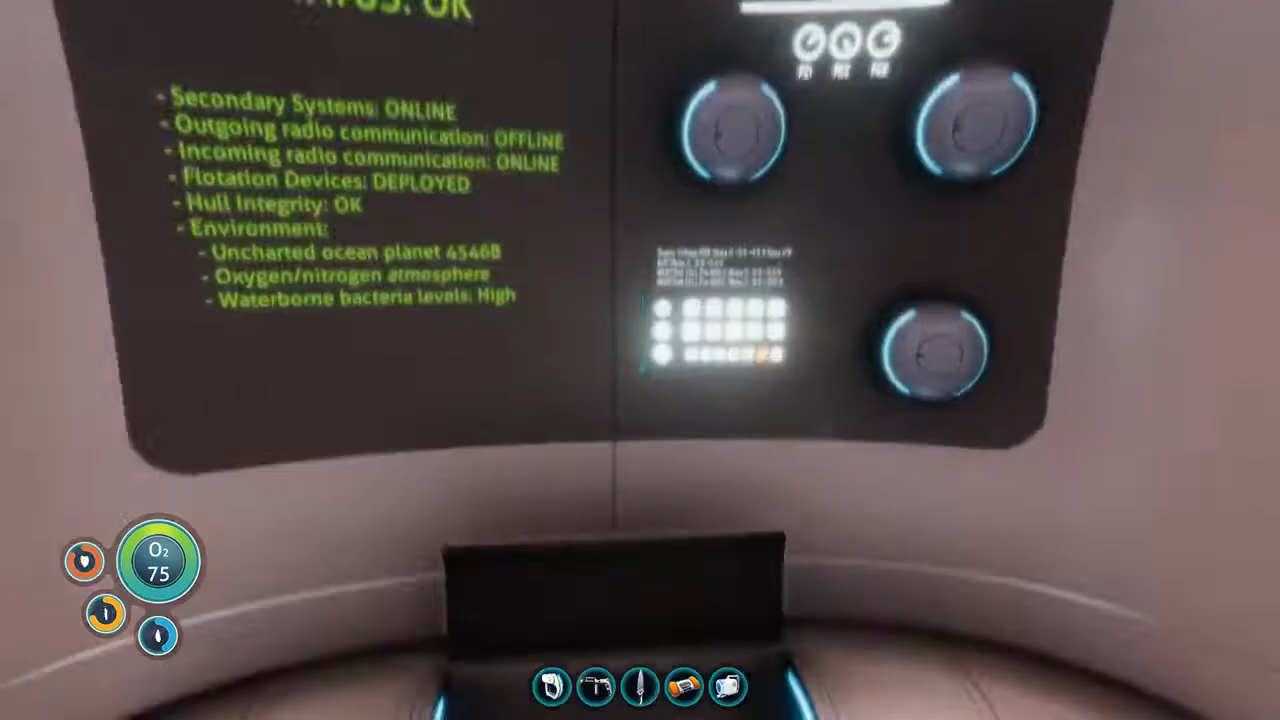 OK
- Secondary Systems: ONLINE
- Outgoing radio communication: OFFLINE
- Incoming radio communication: ONLINE
- Flotation Devices: DEPLOYED
- Hull Integrity: OK
- Environment:
- Uncharted ocean planet 4546B
- Oxygen/nitrogen atmosphere
- Waterborne bacteria levels: High
O₂
75